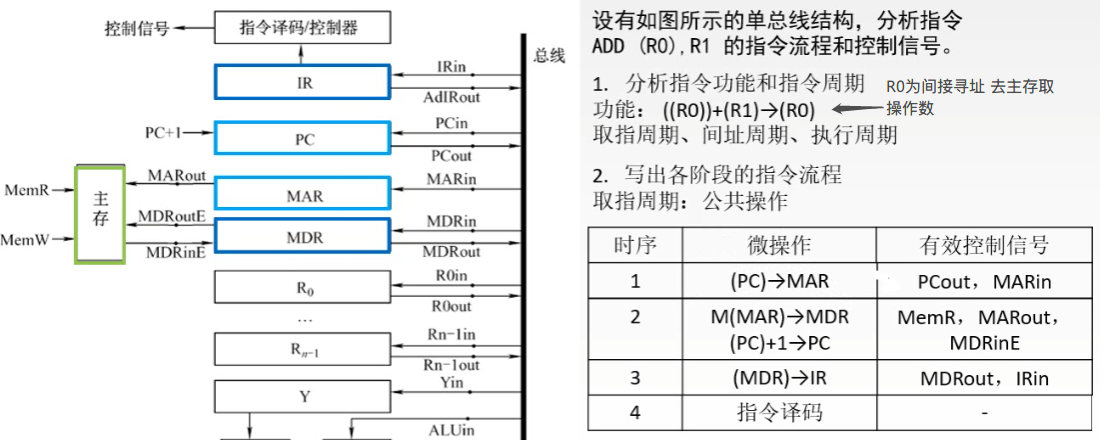 控制信号
指令译码/控制器
总线
IRin
IR
AdIRout
PC+1
PCin
PC
PCout
MARout
MARin
MemR
MAR
主存
MDRoutE
MDRin
MemW
MDR
MDRinE
MDRout
R0in
R0
R0out
...
Rn-1in
Rn-1
Rn-1out
Yin
Y
ALUin
设有如图所示的单总线结构，分析指令
ADD (R0),R1 的指令流程和控制信号。
1. 分析指令功能和指令周期
功能：((R0))+(R1)→(R0)
R0为间接寻址 去主存取
操作数
取指周期、间址周期、执行周期
2. 写出各阶段的指令流程
取指周期：公共操作
时序 微操作 有效控制信号
1 (PC)→MAR PCout，MARin
2 M(MAR)→MDR MemR，MARout，
(PC)+1→PC MDRinE
3 (MDR)→IR MDRout，IRin
4 指令译码 -